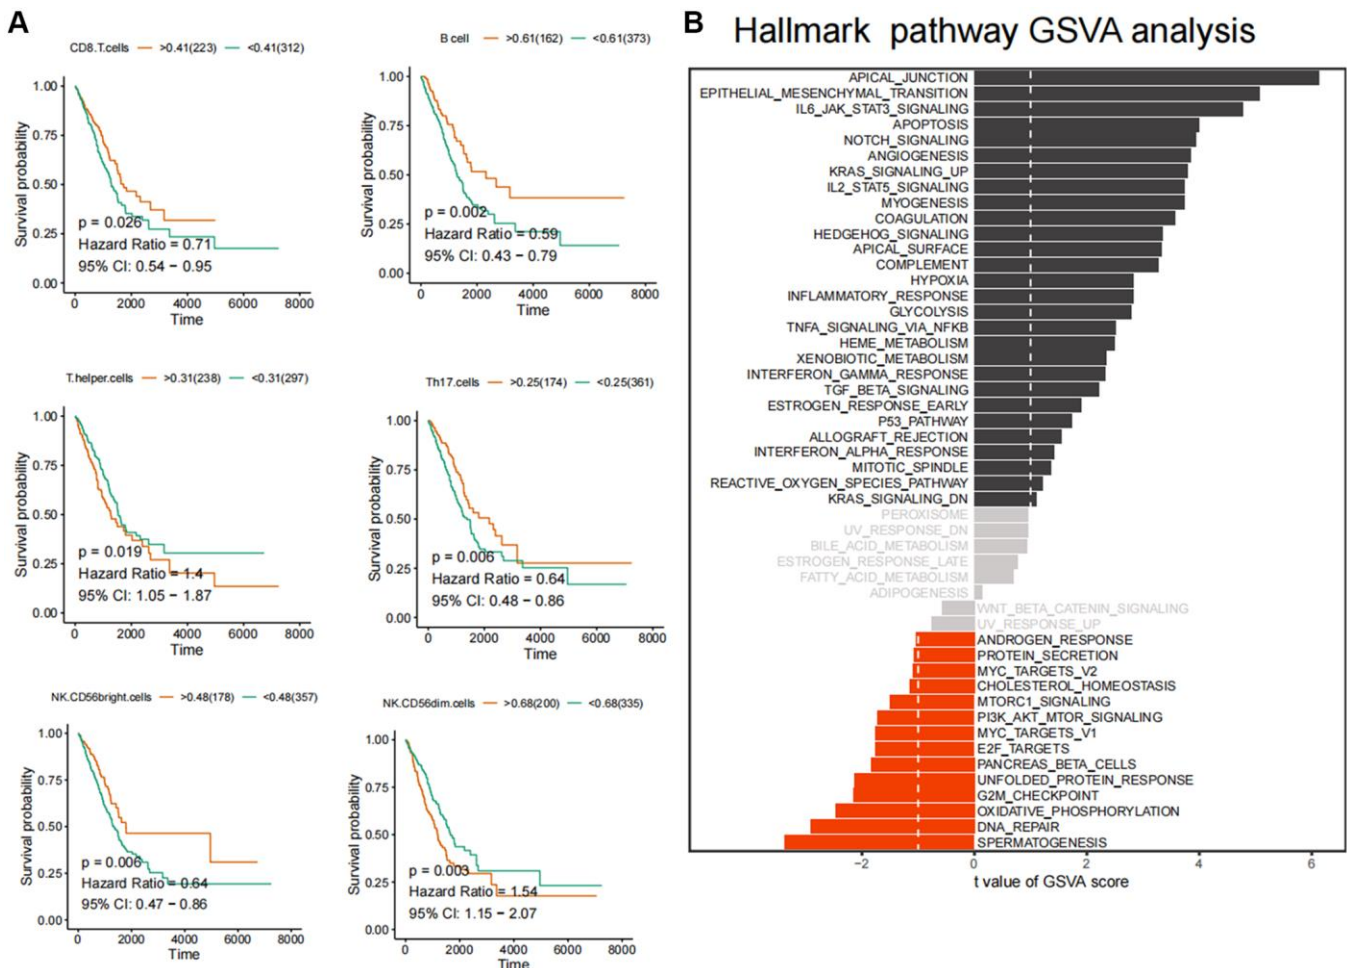 A
CD8.T.cells >0.41(223) <0.41(312)
Survival probability
1.00
0.75
0.50
0.25
0.00
p = 0.026
Hazard Ratio = 0.71
95% CI: 0.54 − 0.95
0 2000 4000 6000 8000
Time
B cell >0.61(162) <0.61(373)
Survival probability
1.00
0.75
0.50
0.25
0.00
p = 0.002
Hazard Ratio = 0.59
95% CI: 0.43 − 0.79
0 2000 4000 6000 8000
Time
T.helper.cells >0.31(238) <0.31(297)
Survival probability
1.00
0.75
0.50
0.25
0.00
p = 0.019
Hazard Ratio = 1.4
95% CI: 1.05 − 1.87
0 2000 4000 6000 8000
Time
Th17.cells >0.25(174) <0.25(361)
Survival probability
1.00
0.75
0.50
0.25
0.00
p = 0.006
Hazard Ratio = 0.64
95% CI: 0.48 − 0.86
0 2000 4000 6000 8000
Time
NK.CD56bright.cells >0.48(178) <0.48(357)
Survival probability
1.00
0.75
0.50
0.25
0.00
p = 0.006
Hazard Ratio = 0.64
95% CI: 0.47 − 0.86
0 2000 4000 6000 8000
Time
NK.CD56dim.cells >0.68(200) <0.68(335)
Survival probability
1.00
0.75
0.50
0.25
0.00
p = 0.003
Hazard Ratio = 1.54
95% CI: 1.15 − 2.07
0 2000 4000 6000 8000
Time
B
Hallmark pathway GSVA analysis
APICAL_JUNCTION
EPITHELIAL_MESENCHYMAL_TRANSITION
IL6_JAK_STAT3_SIGNALING
APOPTOSIS
NOTCH_SIGNALING
ANGIOGENESIS
KRAS_SIGNALING_UP
IL2_STAT5_SIGNALING
MYOGENESIS
COAGULATION
HEDGEHOG_SIGNALING
APICAL_SURFACE
COMPLEMENT
HYPOXIA
INFLAMMATORY_RESPONSE
GLYCOLYSIS
TNFA_SIGNALING_VIA_NFKB
HEME_METABOLISM
XENOBIOTIC_METABOLISM
INTERFERON_GAMMA_RESPONSE
TGF_BETA_SIGNALING
ESTROGEN_RESPONSE_EARLY
P53_PATHWAY
ALLOGRAFT_REJECTION
INTERFERON_ALPHA_RESPONSE
MITOTIC_SPINDLE
REACTIVE_OXYGEN_SPECIES_PATHWAY
KRAS_SIGNALING_DN
PEROXISOME
UV_RESPONSE_DN
BILE_ACID_METABOLISM
ESTROGEN_RESPONSE_LATE
FATTY_ACID_METABOLISM
ADIPOGENESIS
WNT_BETA_CATENIN_SIGNALING
UV_RESPONSE_UP
ANDROGEN_RESPONSE
PROTEIN_SECRETION
MYC_TARGETS_V2
CHOLESTEROL_HOMEOSTASIS
MTORC1_SIGNALING
PI3K_AKT_MTOR_SIGNALING
MYC_TARGETS_V1
E2F_TARGETS
PANCREAS_BETA_CELLS
UNFOLDED_PROTEIN_RESPONSE
G2M_CHECKPOINT
OXIDATIVE_PHOSPHORYLATION
DNA_REPAIR
SPERMATOGENESIS
−2 0 2 4 6
t value of GSVA score